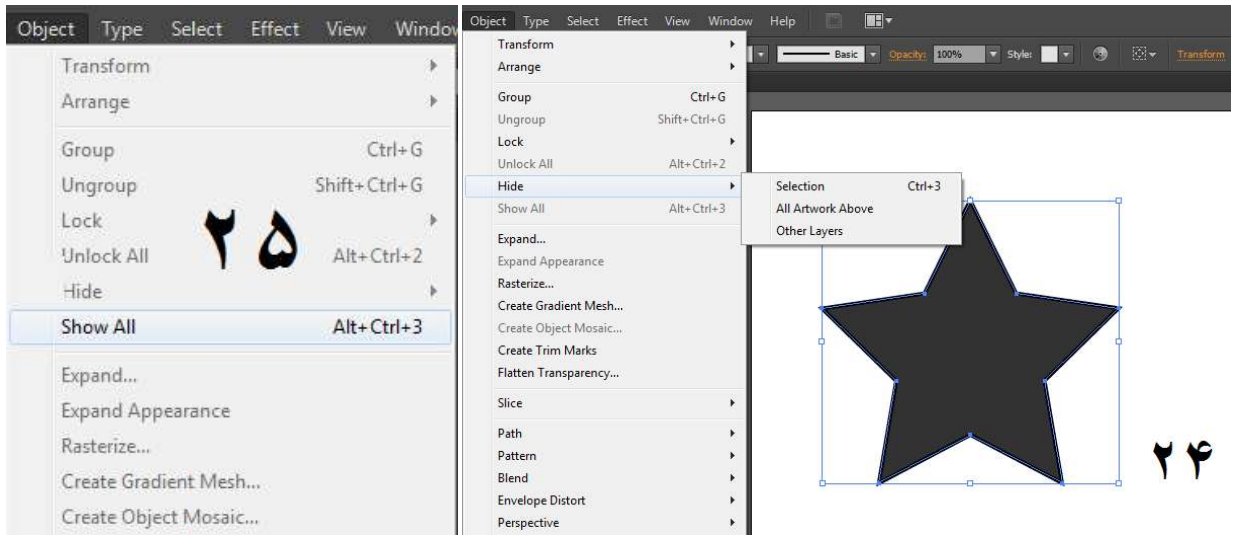 Object Type Select Effect View Window
Transform
Arrange
Group Ctrl+G
Ungroup Shift+Ctrl+G
Lock
Unlock All Alt+Ctrl+2
Hide
Show All Alt+Ctrl+3
Expand...
Expand Appearance
Rasterize...
Create Gradient Mesh...
Create Object Mosaic...
۲۵
Object Type Select Effect View Window Help
Basic Opacity: 100% Style: Transform
Transform
Arrange
Group Ctrl+G
Ungroup Shift+Ctrl+G
Lock
Unlock All Alt+Ctrl+2
Hide
Show All Alt+Ctrl+3
Expand...
Expand Appearance
Rasterize...
Create Gradient Mesh...
Create Object Mosaic...
Create Trim Marks
Flatten Transparency...
Slice
Path
Pattern
Blend
Envelope Distort
Perspective
Selection Ctrl+3
All Artwork Above
Other Layers
۲۴